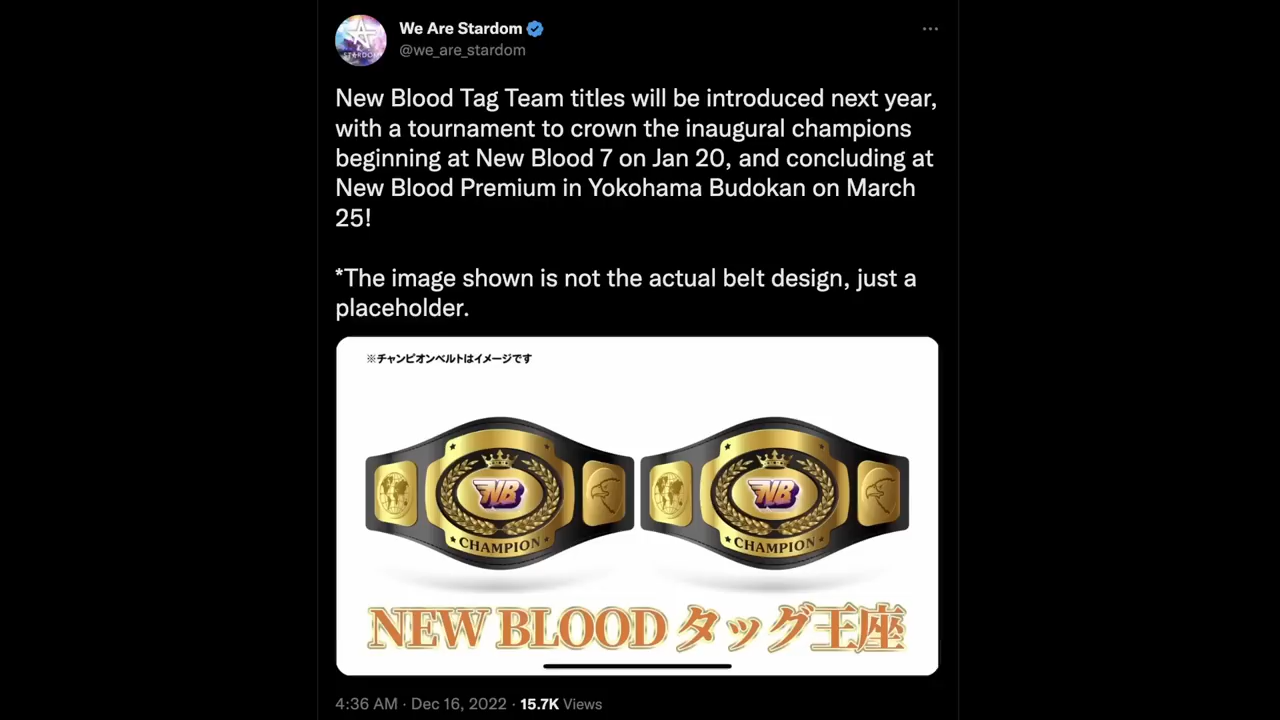 We Are Stardom
@we_are_stardom
New Blood Tag Team titles will be introduced next year,
with a tournament to crown the inaugural champions
beginning at New Blood 7 on Jan 20, and concluding at
New Blood Premium in Yokohama Budokan on March
25!
*The image shown is not the actual belt design, just a
placeholder.
※チャンピオンベルトはイメージです
NB
CHAMPION
NB
CHAMPION
NEW BLOOD タッグ王座
4:36 AM · Dec 16, 2022 · 15.7K Views